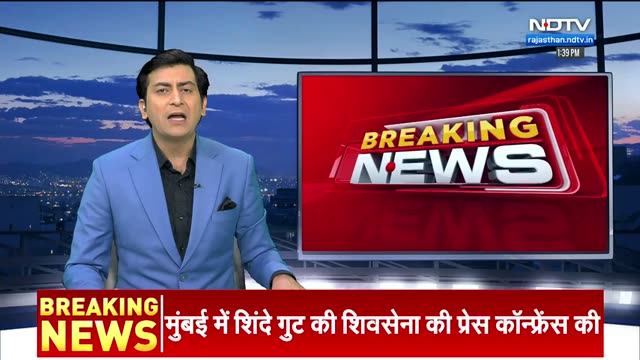 NDTV
rajasthan.ndtv.in
1:39 PM
BREAKING
NEWS
BREAKING
NEWS
मुंबई में शिंदे गुट की शिवसेना की प्रेस कॉन्फ्रेंस की